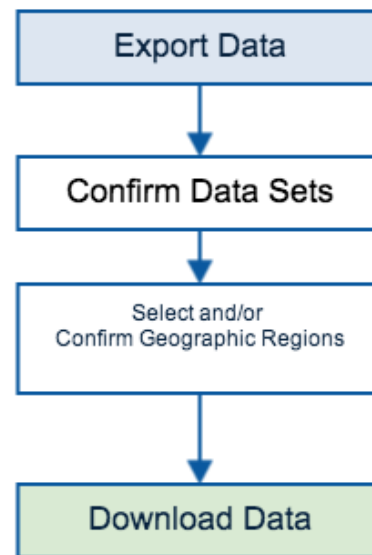 Export Data
Confirm Data Sets
Select and/or
Confirm Geographic Regions
Download Data